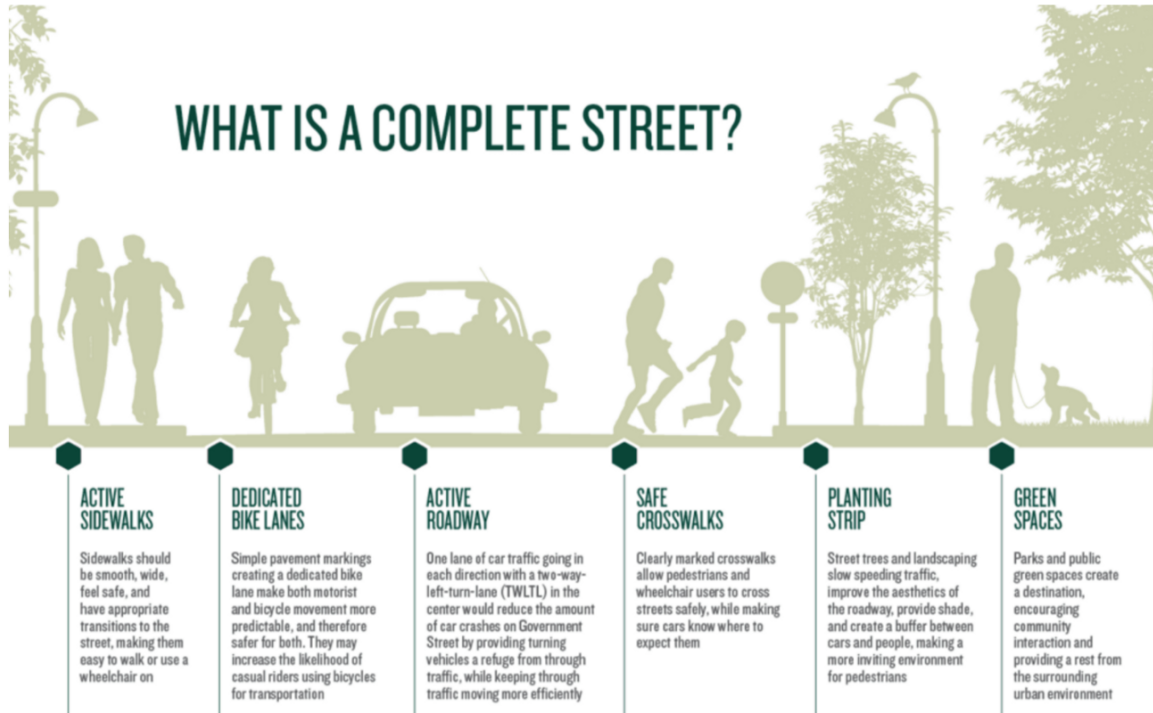 WHAT IS A COMPLETE STREET?
ACTIVE
SIDEWALKS
Sidewalks should
be smooth, wide,
feel safe, and
have appropriate
transitions to the
street, making them
easy to walk or use a
wheelchair on
DEDICATED
BIKE LANES
Simple pavement markings
creating a dedicated bike
lane make both motorist
and bicycle movement more
predictable, and therefore
safer for both. They may
increase the likelihood of
casual riders using bicycles
for transportation
ACTIVE
ROADWAY
One lane of car traffic going in
each direction with a two-way-
left-turn-lane (TWLTL) in the
center would reduce the amount
of car crashes on Government
Street by providing turning
vehicles a refuge from through
traffic, while keeping through
traffic moving more efficiently
SAFE
CROSSWALKS
Clearly marked crosswalks
allow pedestrians and
wheelchair users to cross
streets safely, while making
sure cars know where to
expect them
PLANTING
STRIP
Street trees and landscaping
slow speeding traffic,
improve the aesthetics of
the roadway, provide shade,
and create a buffer between
cars and people, making a
more inviting environment
for pedestrians
GREEN
SPACES
Parks and public
green spaces create
a destination,
encouraging
community
interaction and
providing a rest from
the surrounding
urban environment